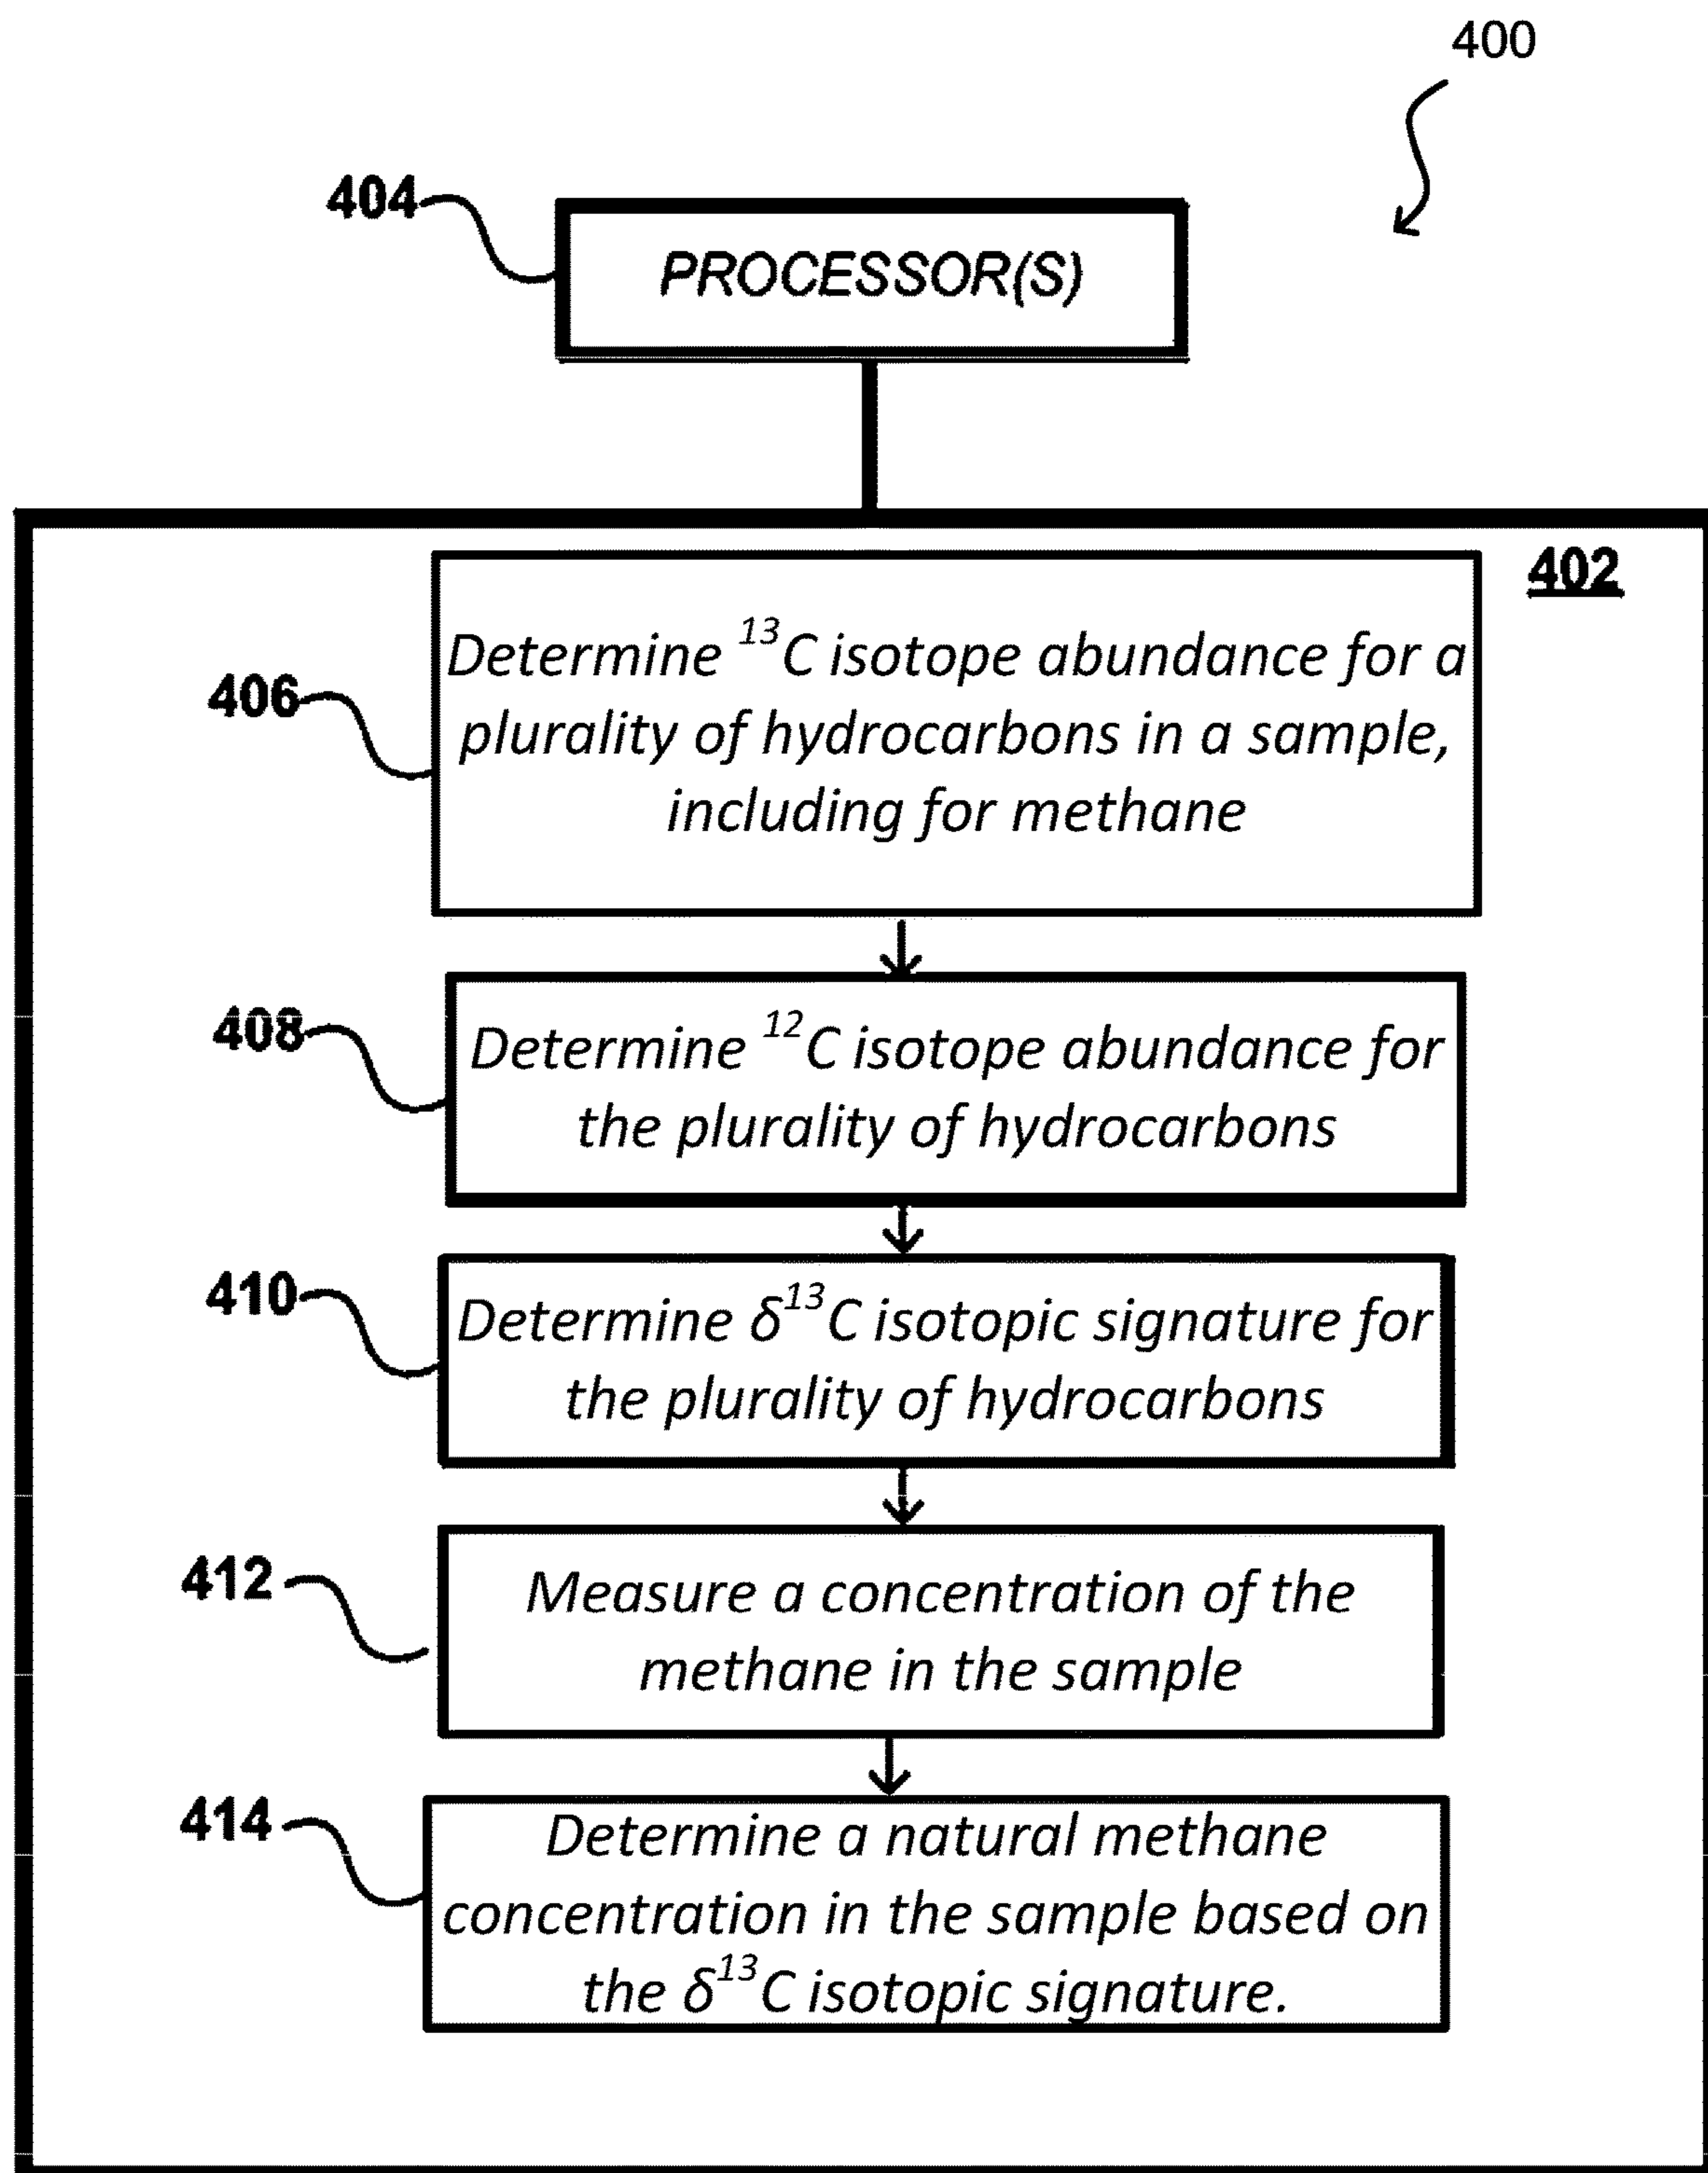 400
404
PROCESSOR(S)
402
406
Determine ¹³C isotope abundance for a
plurality of hydrocarbons in a sample,
including for methane
408
Determine ¹²C isotope abundance for
the plurality of hydrocarbons
410
Determine δ¹³C isotopic signature for
the plurality of hydrocarbons
412
Measure a concentration of the
methane in the sample
414
Determine a natural methane
concentration in the sample based on
the δ¹³C isotopic signature.